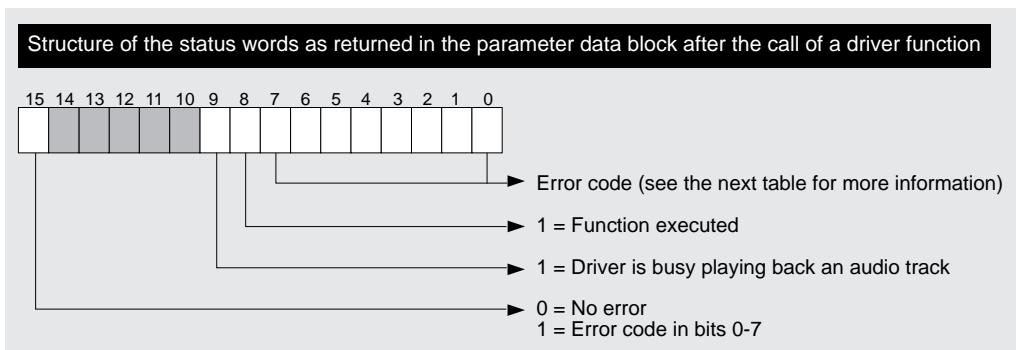 Structure of the status words as returned in the parameter data block after the call of a driver function
15 14 13 12 11 10 9 8 7 6 5 4 3 2 1 0
Error code (see the next table for more information)
1 = Function executed
1 = Driver is busy playing back an audio track
0 = No error
1 = Error code in bits 0-7